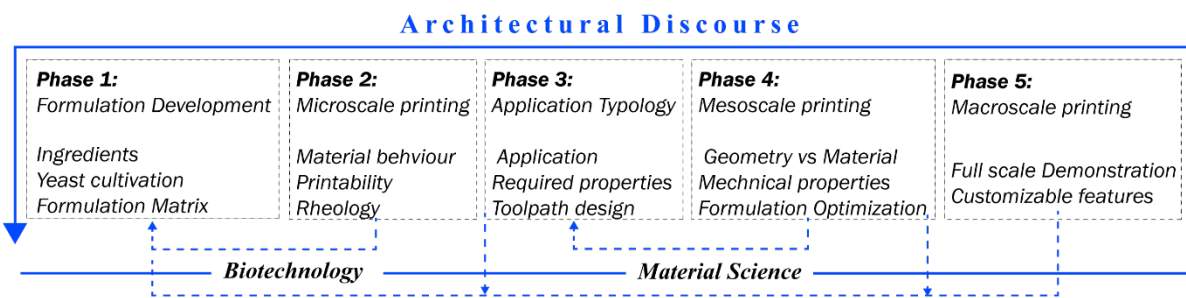 Architectural Discourse
Phase 1:
Formulation Development
Ingredients
Yeast cultivation
Formulation Matrix
Phase 2:
Microscale printing
Material behviour
Printability
Rheology
Phase 3:
Application Typology
Application
Required properties
Toolpath design
Phase 4:
Mesoscale printing
Geometry vs Material
Mechnical properties
Formulation Optimization
Phase 5:
Macroscale printing
Full scale Demonstration
Customizable features
Biotechnology
Material Science